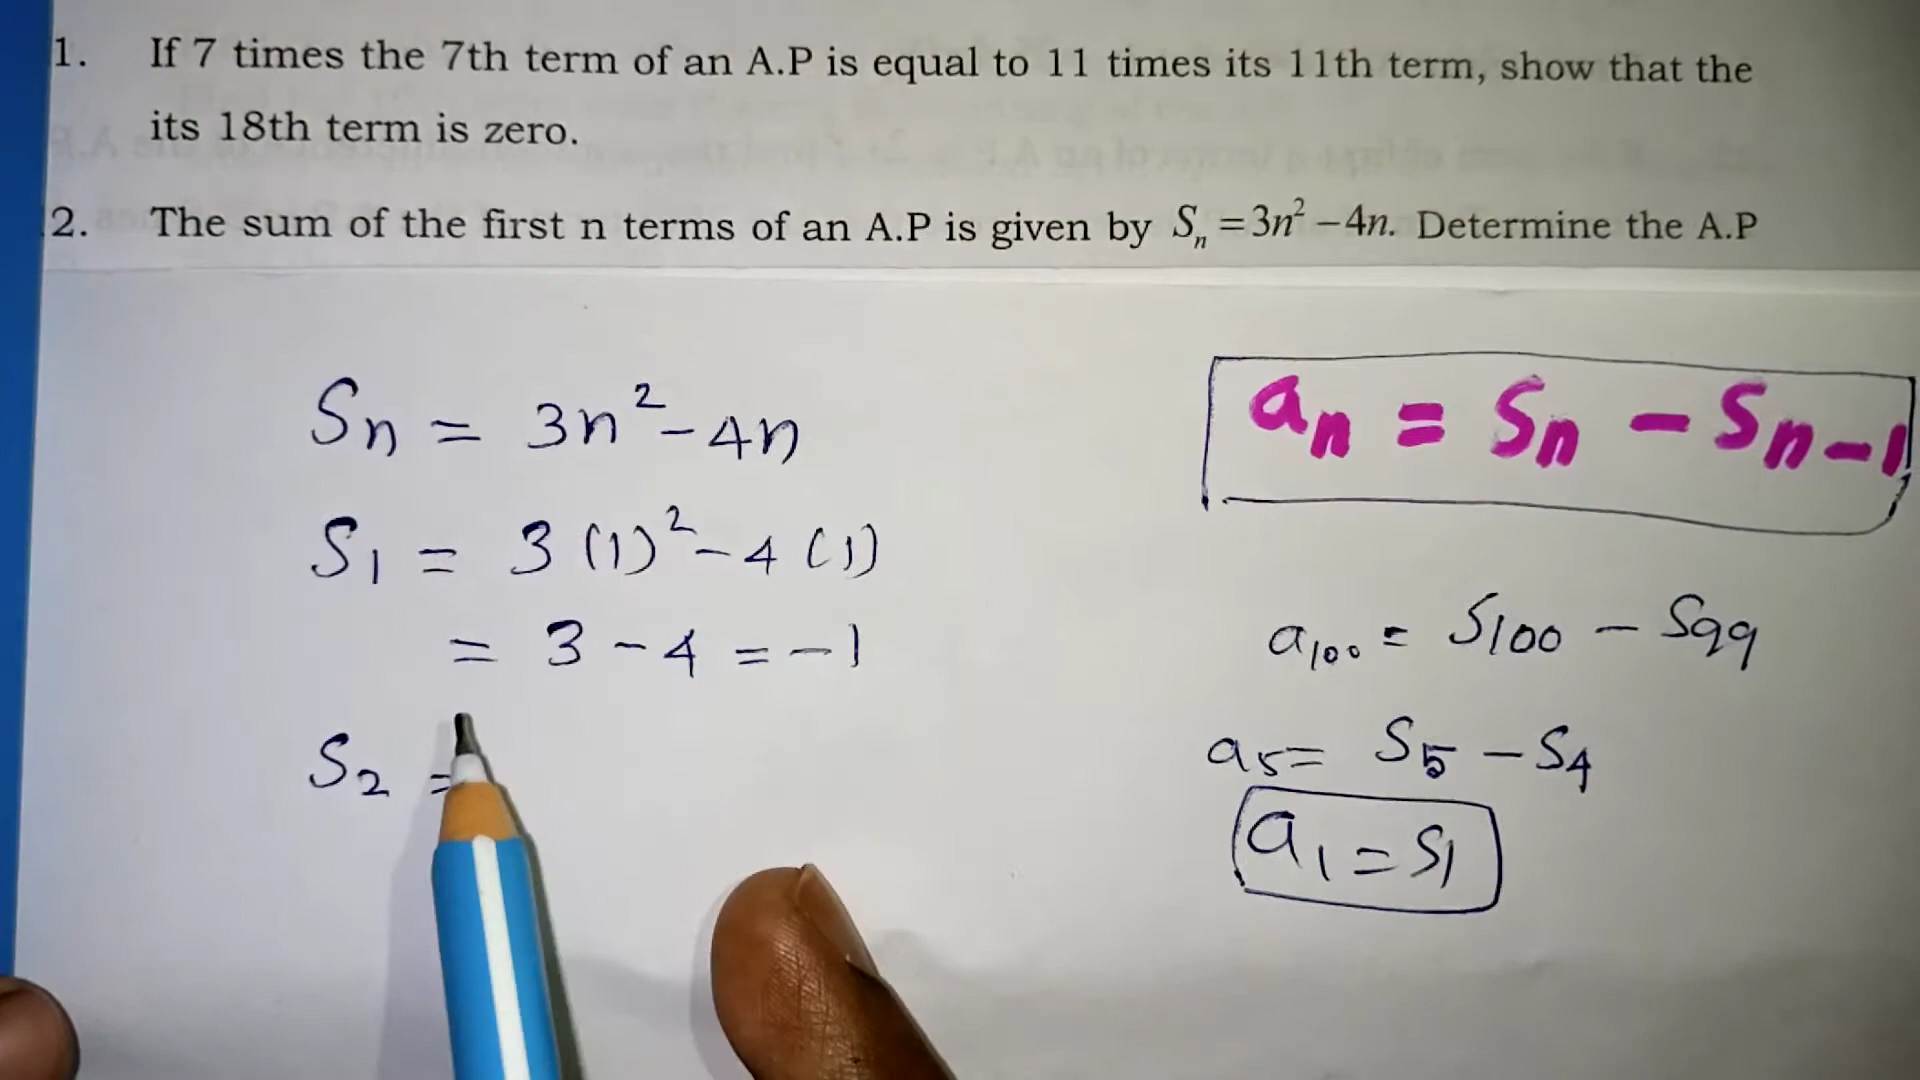 1. If 7 times the 7th term of an A.P is equal to 11 times its 11th term, show that the
its 18th term is zero.
2. The sum of the first n terms of an A.P is given by Sₙ = 3n² – 4n. Determine the A.P
Sₙ = 3n² – 4n
S₁ = 3 (1)² – 4 (1)
= 3 – 4 = –1
S₂ =
aₙ = Sₙ – Sₙ₋₁
a₁₀₀ = S₁₀₀ – S₉₉
a₅ = S₅ – S₄
a₁ = S₁